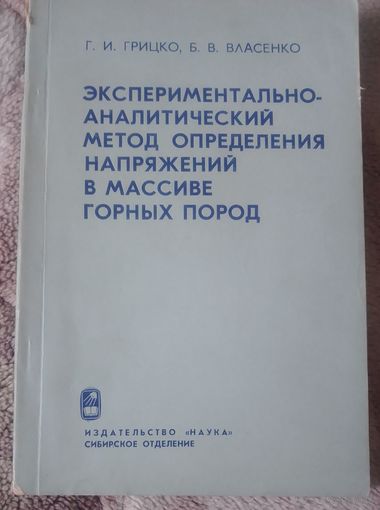 Г. И. ГРИЦКО, Б. В. ВЛАСЕНКО
ЭКСПЕРИМЕНТАЛЬНО-
АНАЛИТИЧЕСКИЙ
МЕТОД ОПРЕДЕЛЕНИЯ
НАПРЯЖЕНИЙ
В МАССИВЕ
ГОРНЫХ ПОРОД
ИЗДАТЕЛЬСТВО «НАУКА»
СИБИРСКОЕ ОТДЕЛЕНИЕ